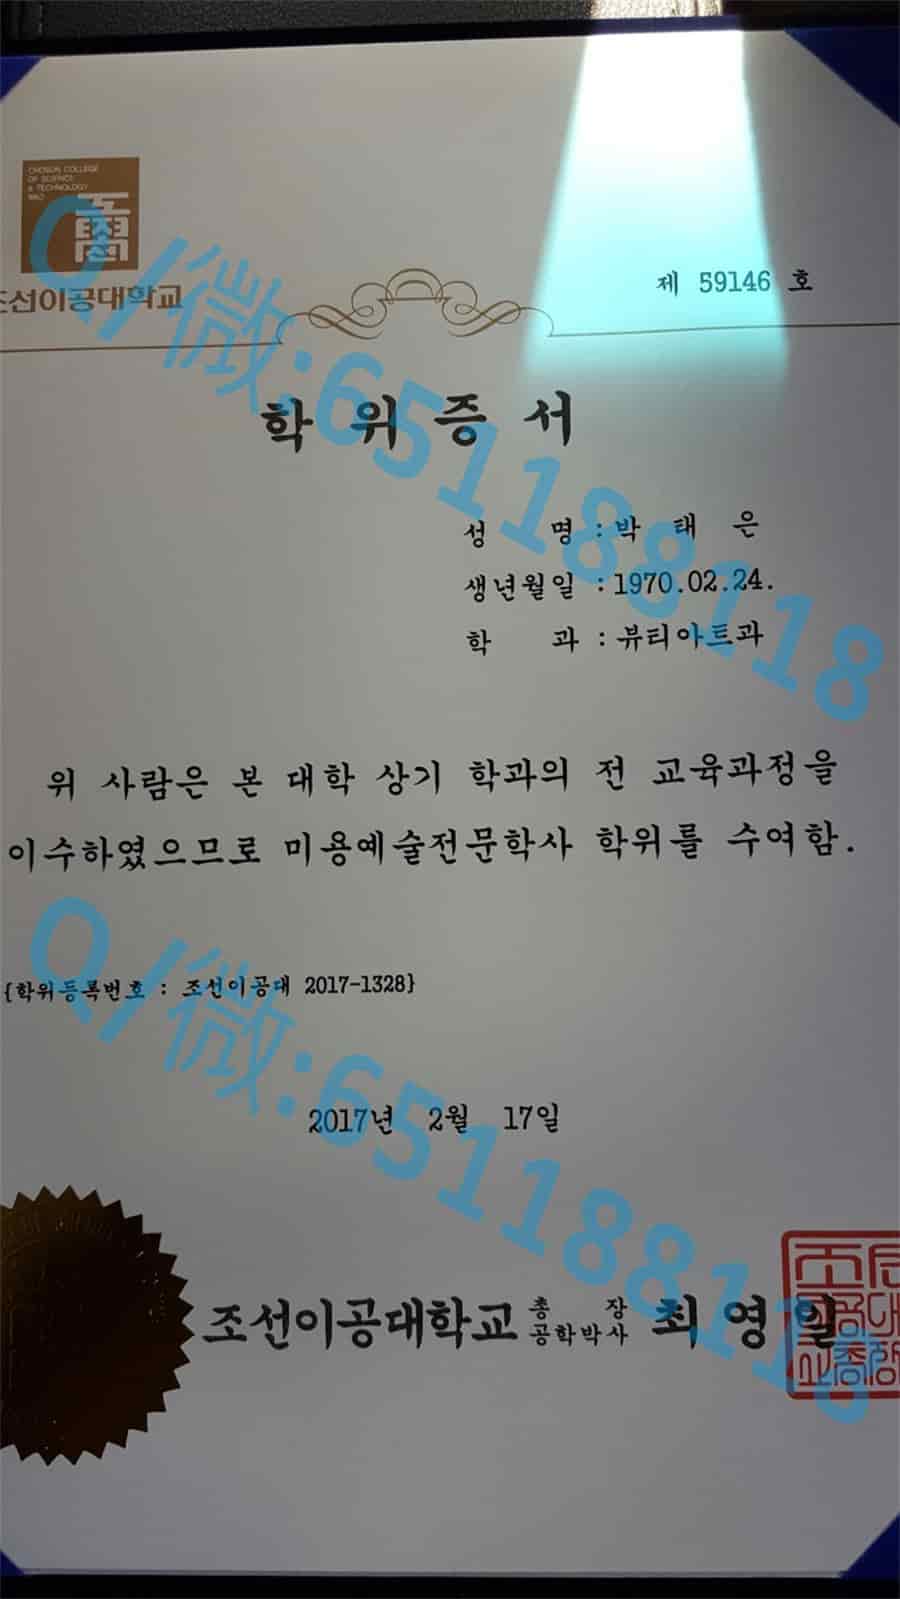 CHOSUN COLLEGE
OF SCIENCE
& TECHNOLOGY
조선이공대학교
제 59146 호
학 위 증 서
성 명 : 박 태 은
생년월일 : 1970.02.24.
학 과 : 뷰티아트과
위 사람은 본 대학 상기 학과의 전 교육과정을
이수하였으므로 미용예술전문학사 학위를 수여함.
{학위등록번호 : 조선이공대 2017-1328}
2017년 2월 17일
조선이공대학교 총 장 공학박사 최 영 일
Q/微:651188118
Q/微:651188118